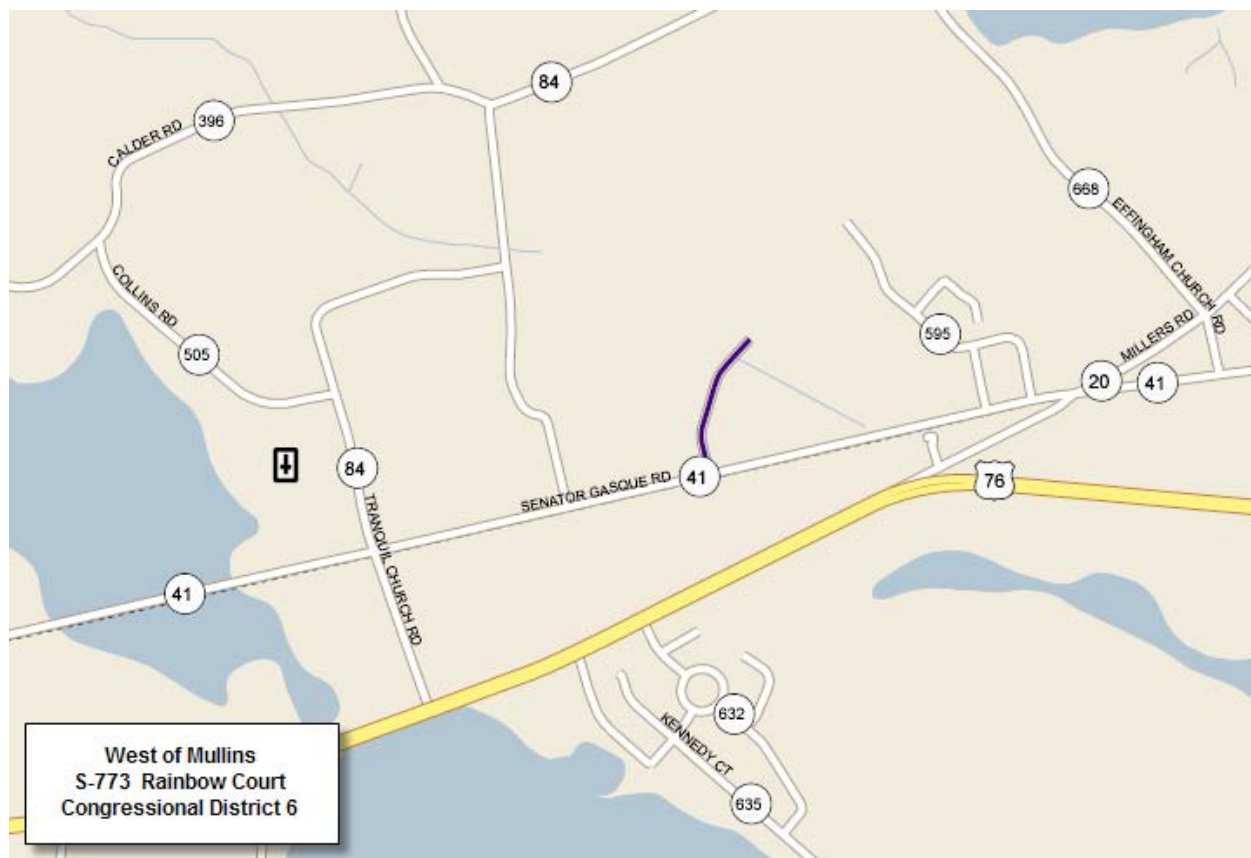 84
396
CALDER RD
668
EFFINGHAM CHURCH RD
COLLINS RD
505
595
MILLERS RD
20
41
84
41
76
SENATOR GASQUE RD
TRANQUIL CHURCH RD
41
632
KENNEDY CT
635
West of Mullins
S-773 Rainbow Court
Congressional District 6